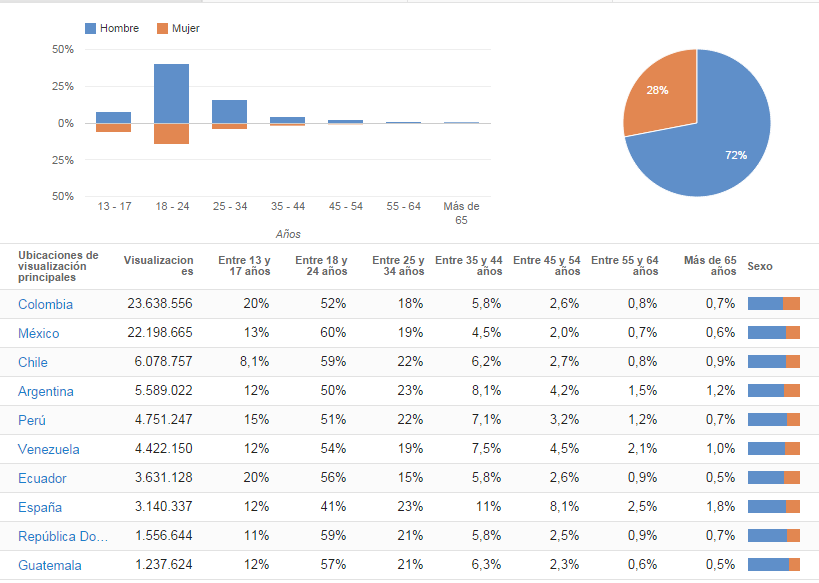 Hombre Mujer
50%
25%
0%
25%
50%
13 - 17 18 - 24 25 - 34 35 - 44 45 - 54 55 - 64 Más de
65
Años
28%
72%
Ubicaciones de
visualización
principales
Visualizacion
es
Entre 13 y
17 años
Entre 18 y
24 años
Entre 25 y
34 años
Entre 35 y 44
años
Entre 45 y 54
años
Entre 55 y 64
años
Más de 65
años
Sexo
Colombia 23.638.556 20% 52% 18% 5,8% 2,6% 0,8% 0,7%
México 22.198.665 13% 60% 19% 4,5% 2,0% 0,7% 0,6%
Chile 6.078.757 8,1% 59% 22% 6,2% 2,7% 0,8% 0,9%
Argentina 5.589.022 12% 50% 23% 8,1% 4,2% 1,5% 1,2%
Perú 4.751.247 15% 51% 22% 7,1% 3,2% 1,2% 0,7%
Venezuela 4.422.150 12% 54% 19% 7,5% 4,5% 2,1% 1,0%
Ecuador 3.631.128 20% 56% 15% 5,8% 2,6% 0,9% 0,5%
España 3.140.337 12% 41% 23% 11% 8,1% 2,5% 1,8%
República Do... 1.556.644 11% 59% 21% 5,8% 2,5% 0,9% 0,7%
Guatemala 1.237.624 12% 57% 21% 6,3% 2,3% 0,6% 0,5%